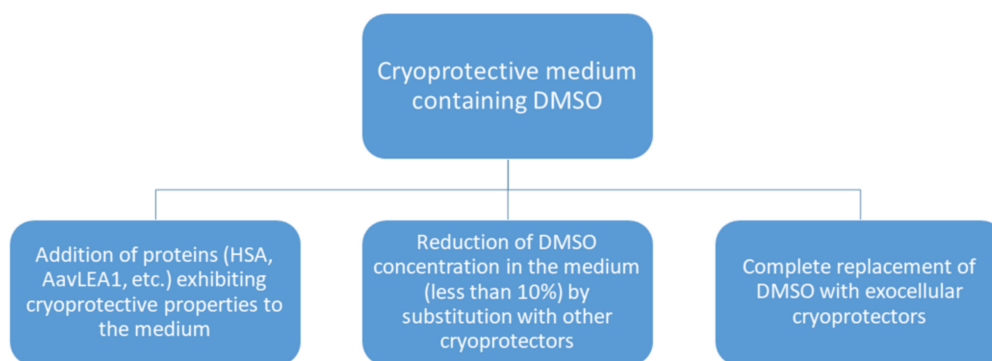 Cryoprotective medium
containing DMSO
Addition of proteins (HSA,
AavLEA1, etc.) exhibiting
cryoprotective properties to
the medium
Reduction of DMSO
concentration in the medium
(less than 10%) by
substitution with other
cryoprotectors
Complete replacement of
DMSO with exocellular
cryoprotectors